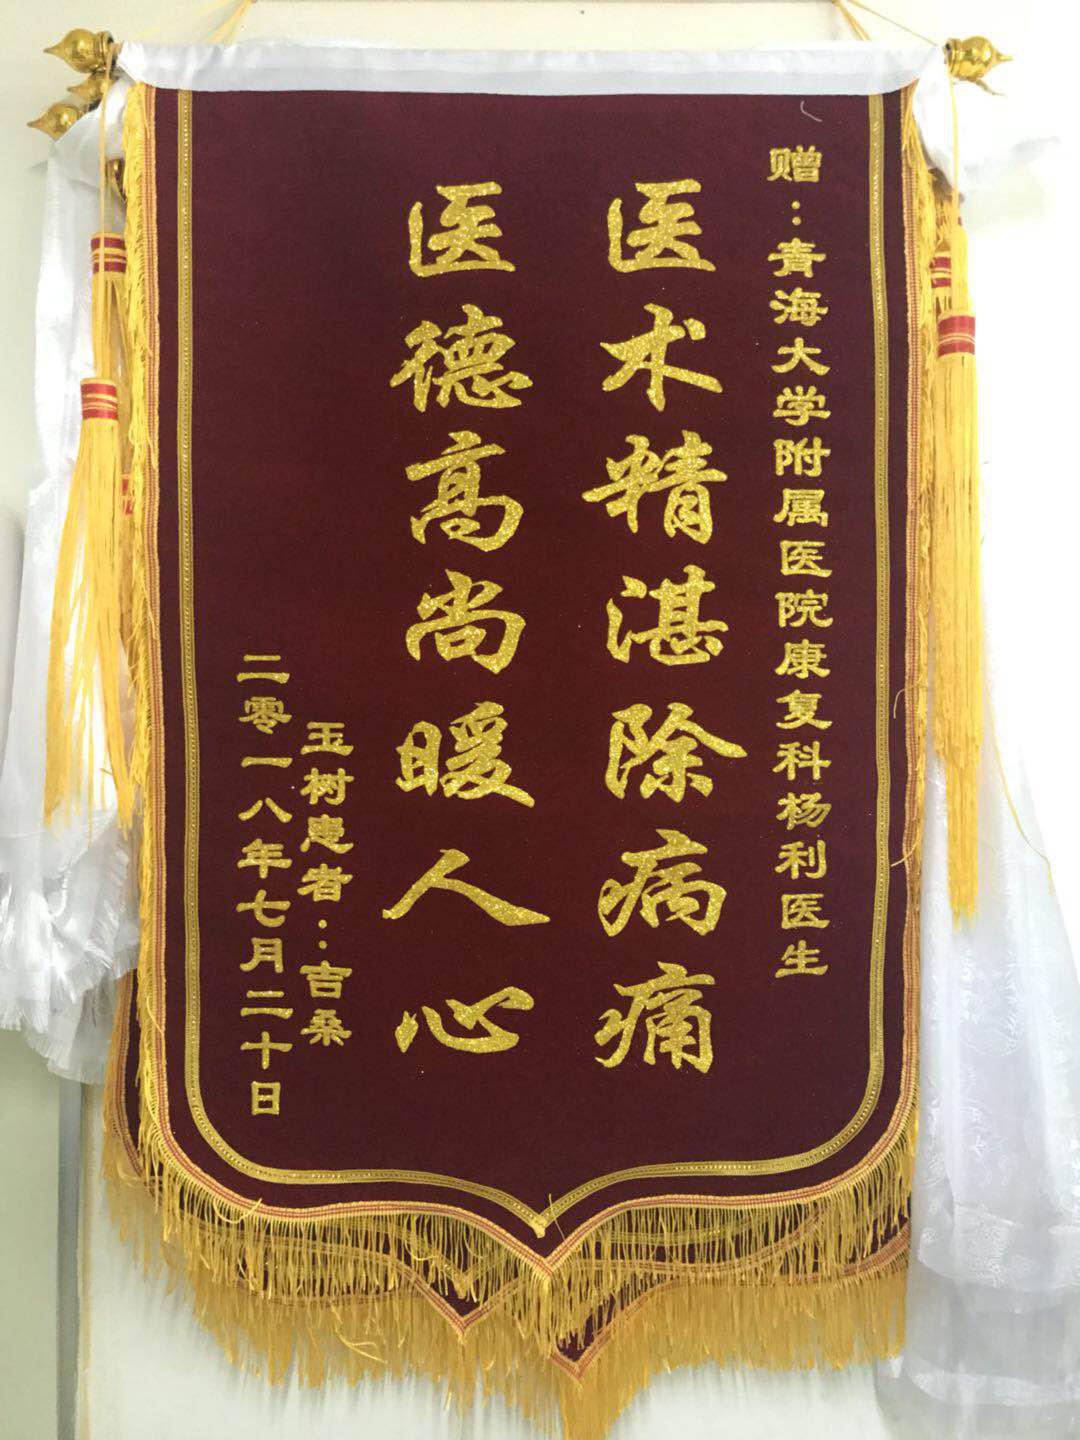 赠：青海大学附属医院康复科杨利医生
医术精湛除病痛
医德高尚暖人心
玉树患者：吉桑
二零一八年七月二十日